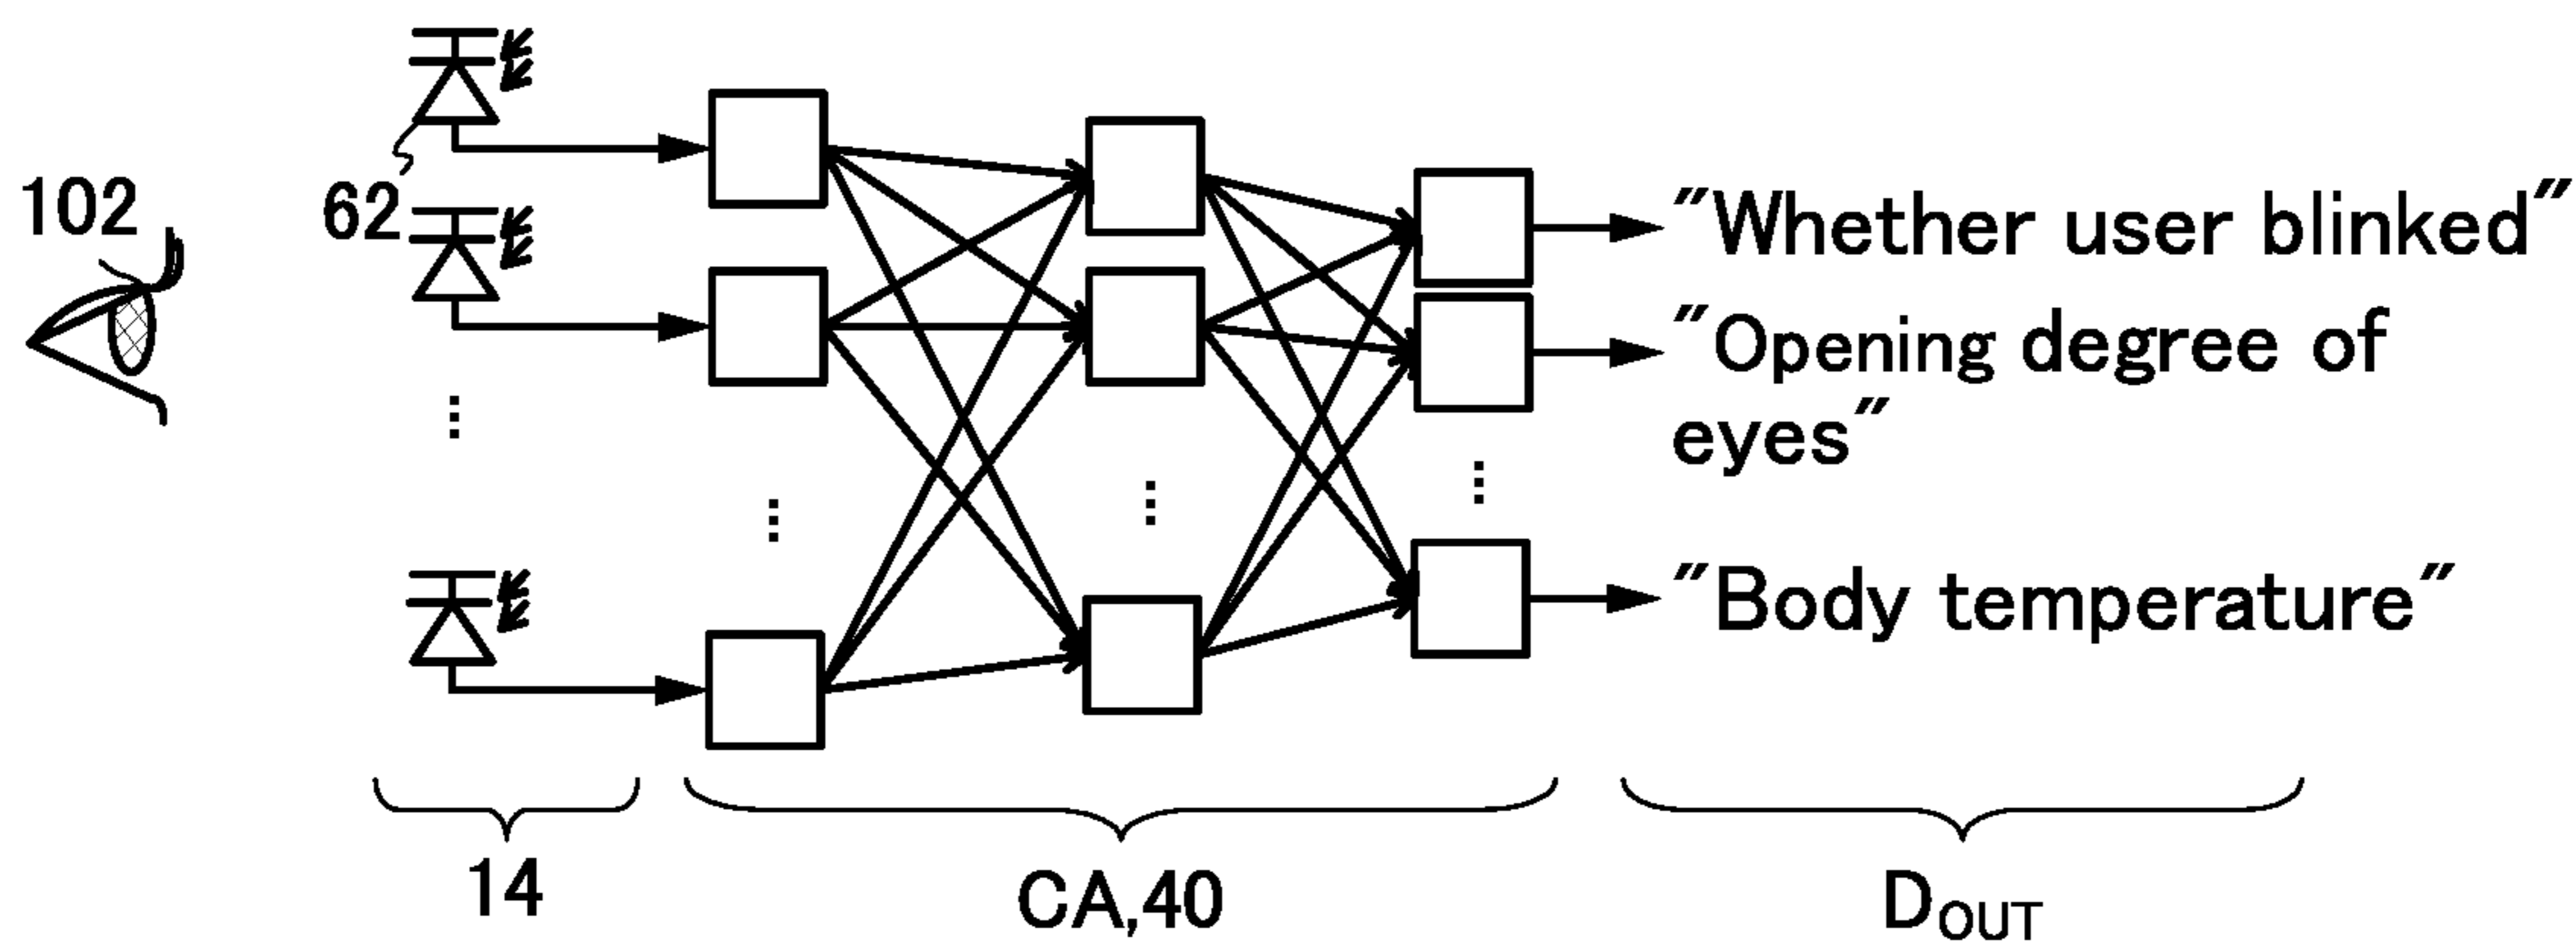 102
62
"Whether user blinked"
"Opening degree of
eyes"
"Body temperature"
14
CA,40
DOUT